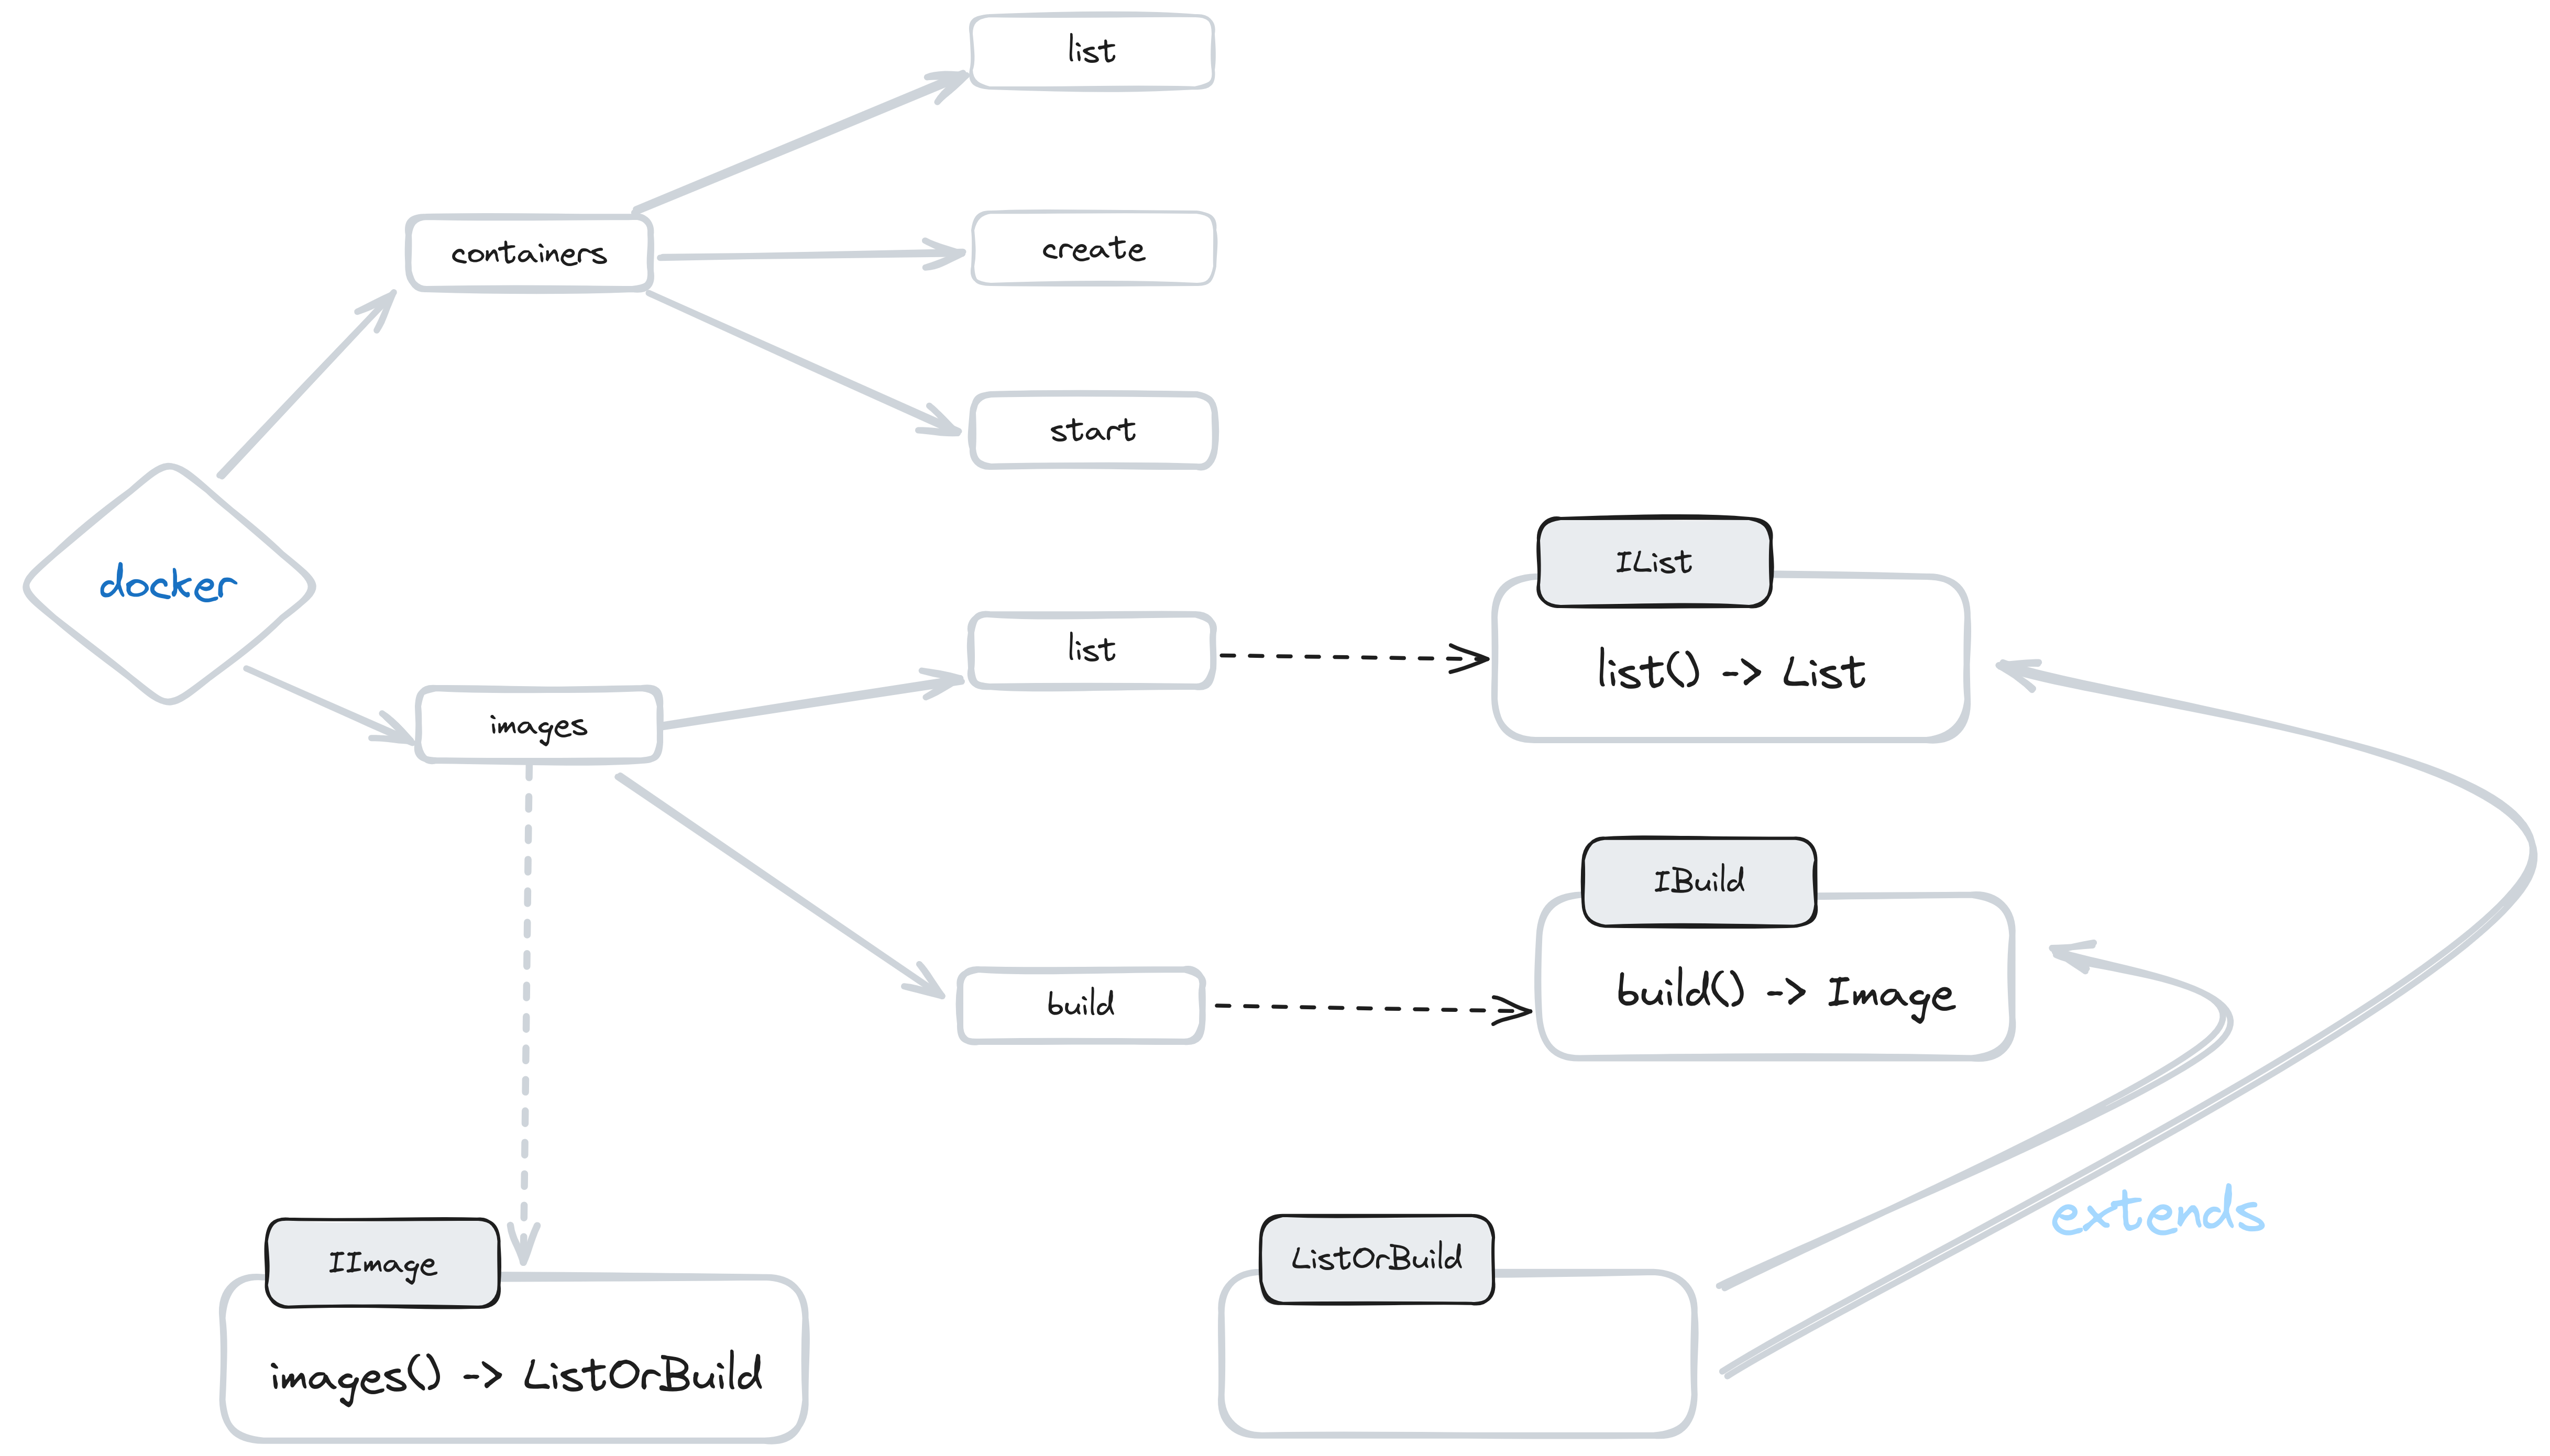 list
containers
create
start
docker
IList
list
list() -> List
images
IBuild
build
build() -> Image
extends
IImage
ListOrBuild
images() -> ListOrBuild